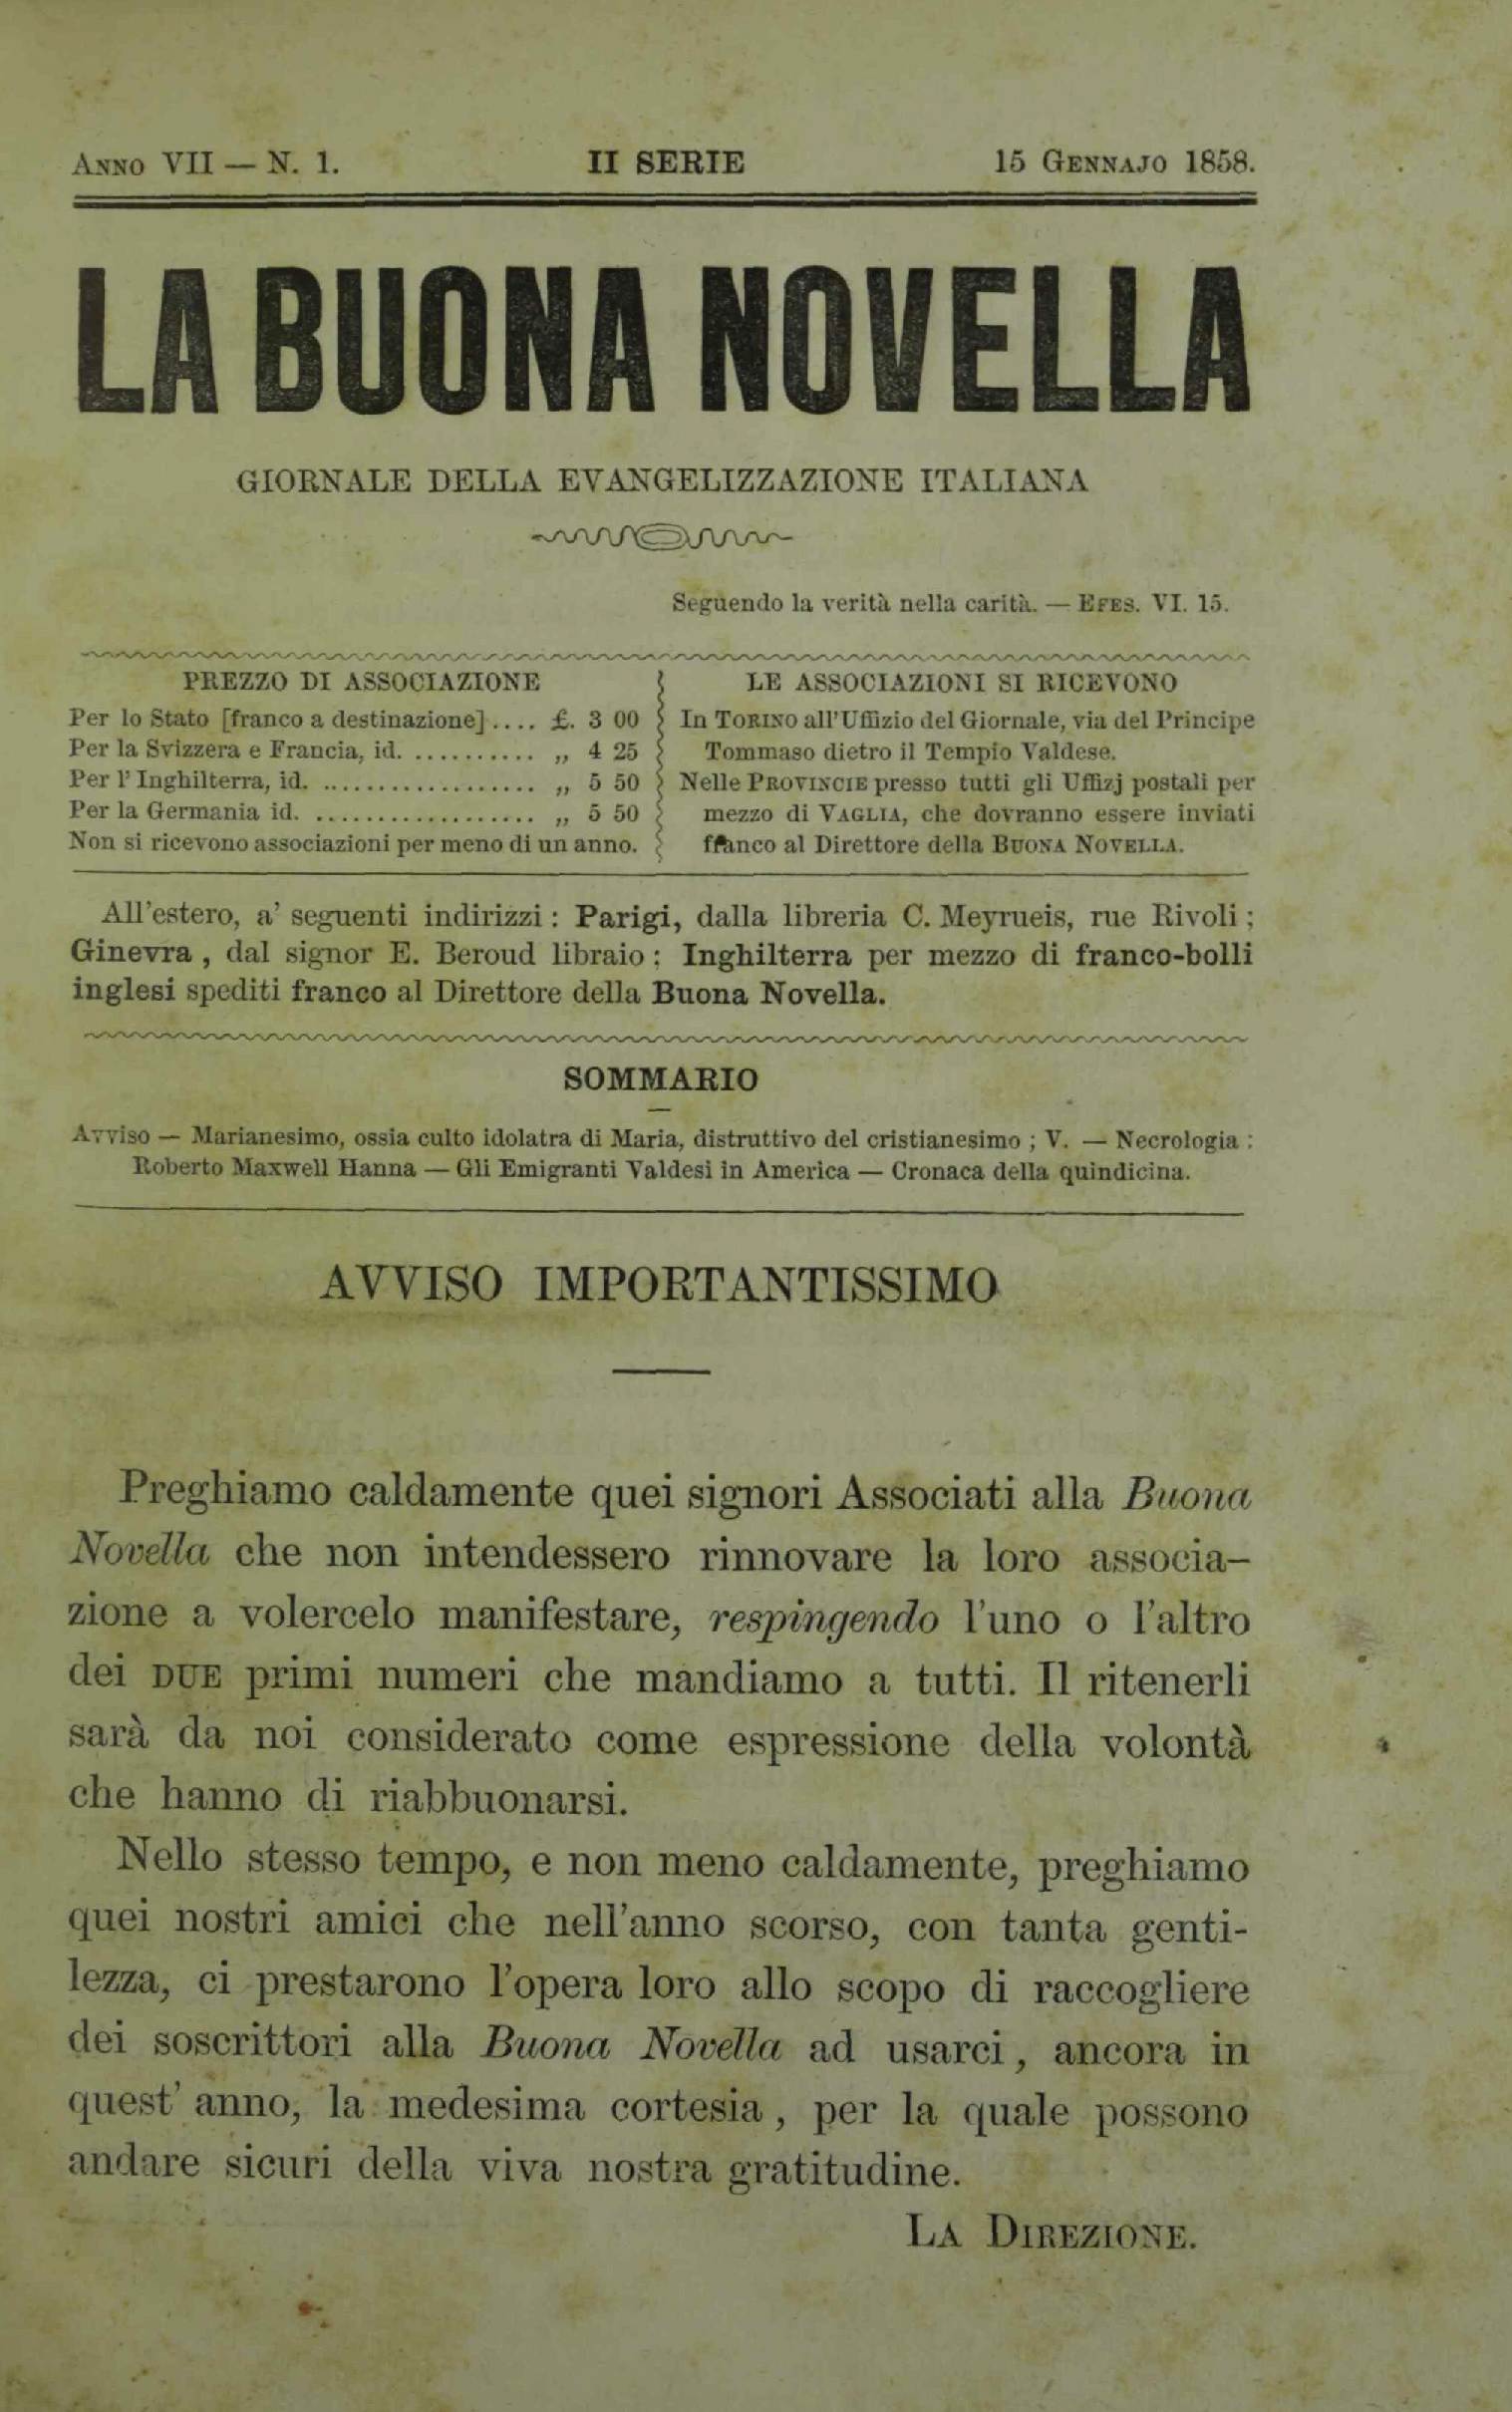 Anno VII — N. 1.
II SERIE
15 Gennajo 1858.
LA BUONA NOVELLA
GIORNALE DELLA EVANGELIZZAZIONE ITALIANA
Seguendo la verità nella carità. — Efes. VI. 15.
PREZZO DI ASSOCIAZIONE
Per lo Stato [franco a destinazione].... £. 3 00
Per la Svizzera e Francia, id. .......... „ 4 25
Per l' Inghilterra, id. .................. „ 5 50
Per la Germania id. .................. „ 5 50
Non si ricevono associazioni per meno di un anno.
LE ASSOCIAZIONI SI RICEVONO
In Torino all'Uffizio del Giornale, via del Principe
Tommaso dietro il Tempio Valdese.
Nelle Provincie presso tutti gli Uffizj postali per
mezzo di Vaglia, che dovranno essere inviati
franco al Direttore della Buona Novella.
All'estero, a' seguenti indirizzi : Parigi, dalla libreria C. Meyrueis, rue Rivoli ;
Ginevra , dal signor E. Beroud libraio ; Inghilterra per mezzo di franco-bolli
inglesi spediti franco al Direttore della Buona Novella.
SOMMARIO
Avviso — Marianesimo, ossia culto idolatra di Maria, distruttivo del cristianesimo ; V. — Necrologia :
Roberto Maxwell Hanna — Gli Emigranti Valdesi in America — Cronaca della quindicina.
AVVISO IMPORTANTISSIMO
Preghiamo caldamente quei signori Associati alla Buona
Novella che non intendessero rinnovare la loro associa-
zione a volercelo manifestare, respingendo l'uno o l'altro
dei DUE primi numeri che mandiamo a tutti. Il ritenerli
sarà da noi considerato come espressione della volontà
che hanno di riabbuonarsi.
Nello stesso tempo, e non meno caldamente, preghiamo
quei nostri amici che nell'anno scorso, con tanta genti-
lezza, ci prestarono l'opera loro allo scopo di raccogliere
dei soscrittori alla Buona Novella ad usarci, ancora in
quest' anno, la medesima cortesia , per la quale possono
andare sicuri della viva nostra gratitudine.
La Direzione.